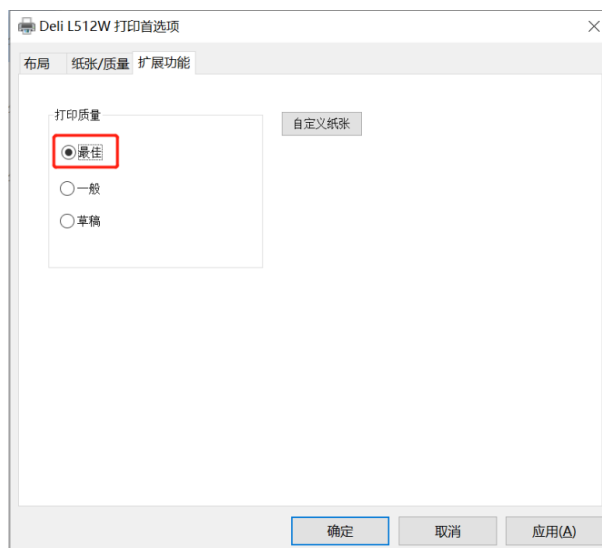 Deli L512W 打印首选项
布局 纸张/质量 扩展功能
打印质量
自定义纸张
最佳
一般
草稿
确定 取消 应用(A)